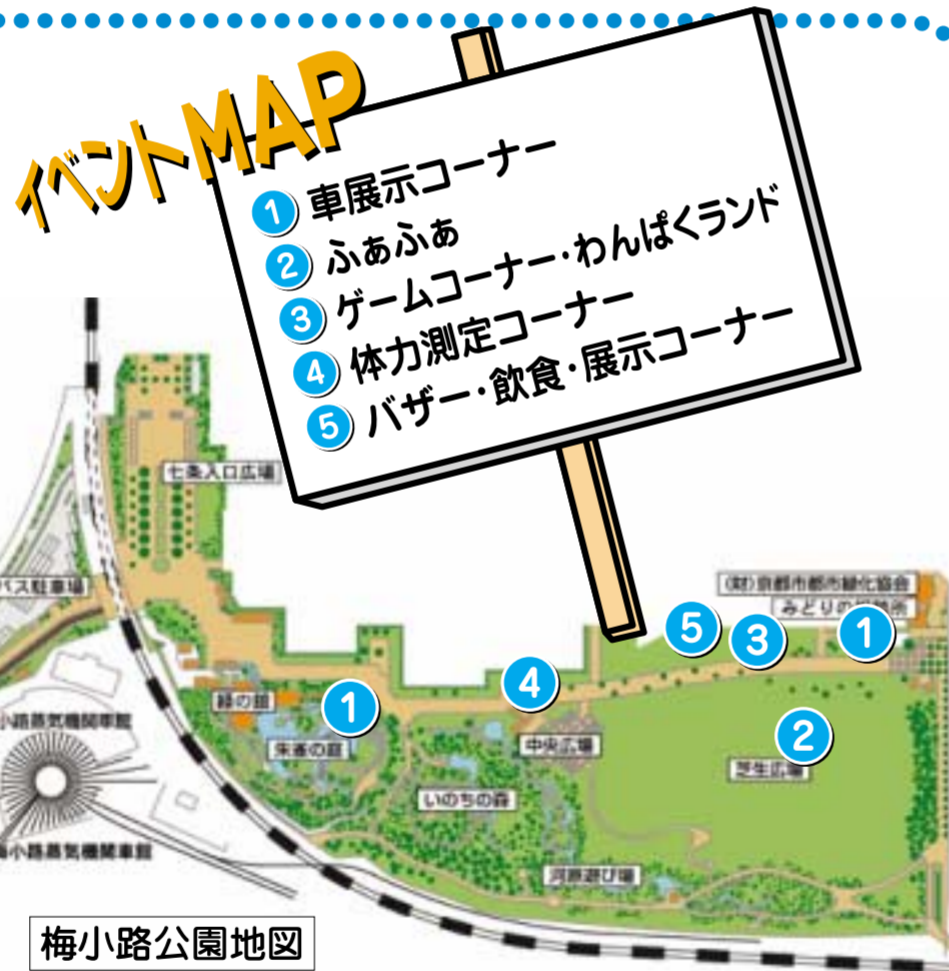 イベントMAP
1 車展示コーナー
2 ふあふあ
3 ゲームコーナー・わんぱくランド
4 体力測定コーナー
5 バザー・飲食・展示コーナー
七条入口広場
バス駐車場
(財)京都市都市緑化協会
みどりの
5
3
1
4
1
緑の館
朱雀の庭
中央広場
2
芝生広場
小路蒸気機関車館
いのちの森
梅小路蒸気機関車館
河原遊び場
梅小路公園地図